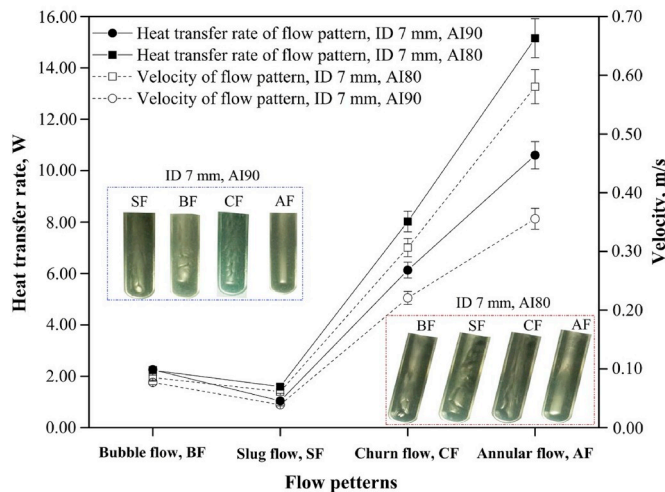 Heat transfer rate of flow pattern, ID 7 mm, AI90
Heat transfer rate of flow pattern, ID 7 mm, AI80
Velocity of flow pattern, ID 7 mm, AI80
Velocity of flow pattern, ID 7 mm, AI90
16.00
14.00
12.00
10.00
8.00
6.00
4.00
2.00
0.00
Heat transfer rate, W
0.70
0.60
0.50
0.40
0.30
0.20
0.10
0.00
Velocity, m/s
ID 7 mm, AI90
SF BF CF AF
ID 7 mm, AI80
BF SF CF AF
Bubble flow, BF Slug flow, SF Churn flow, CF Annular flow, AF
Flow petterns